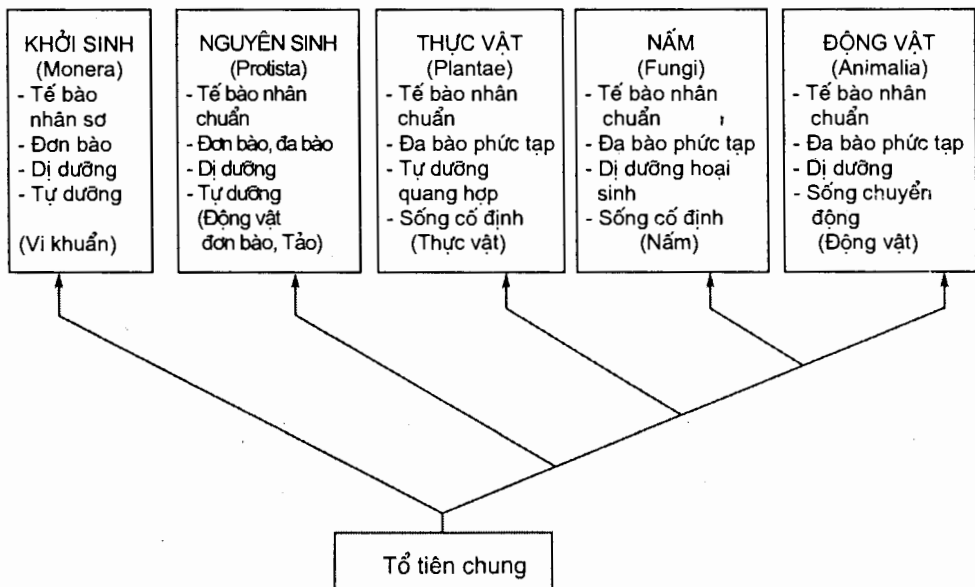 KHỞI SINH
(Monera)
- Tế bào
nhân sơ
- Đơn bào
- Dị dưỡng
- Tự dưỡng
(Vi khuẩn)
NGUYÊN SINH
(Protista)
- Tế bào nhân
chuẩn
- Đơn bào, đa bào
- Dị dưỡng
- Tự dưỡng
(Động vật
đơn bào, Tảo)
THỰC VẬT
(Plantae)
- Tế bào nhân
chuẩn
- Đa bào phức tạp
- Tự dưỡng
quang hợp
- Sống cố định
(Thực vật)
NẤM
(Fungi)
- Tế bào nhân
chuẩn
- Đa bào phức tạp
- Dị dưỡng hoại
sinh
- Sống cố định
(Nấm)
ĐỘNG VẬT
(Animalia)
- Tế bào nhân
chuẩn
- Đa bào phức tạp
- Dị dưỡng
- Sống chuyển
động
(Động vật)
Tổ tiên chung